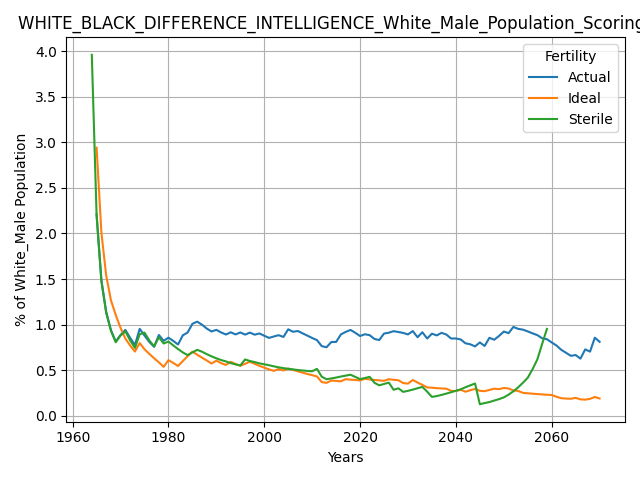 WHITE_BLACK_DIFFERENCE_INTELLIGENCE_White_Male_Population_Scoring
4.0
3.5
3.0
2.5
2.0
1.5
1.0
0.5
0.0
% of White_Male Population
Fertility
Actual
Ideal
Sterile
1960 1980 2000 2020 2040 2060
Years